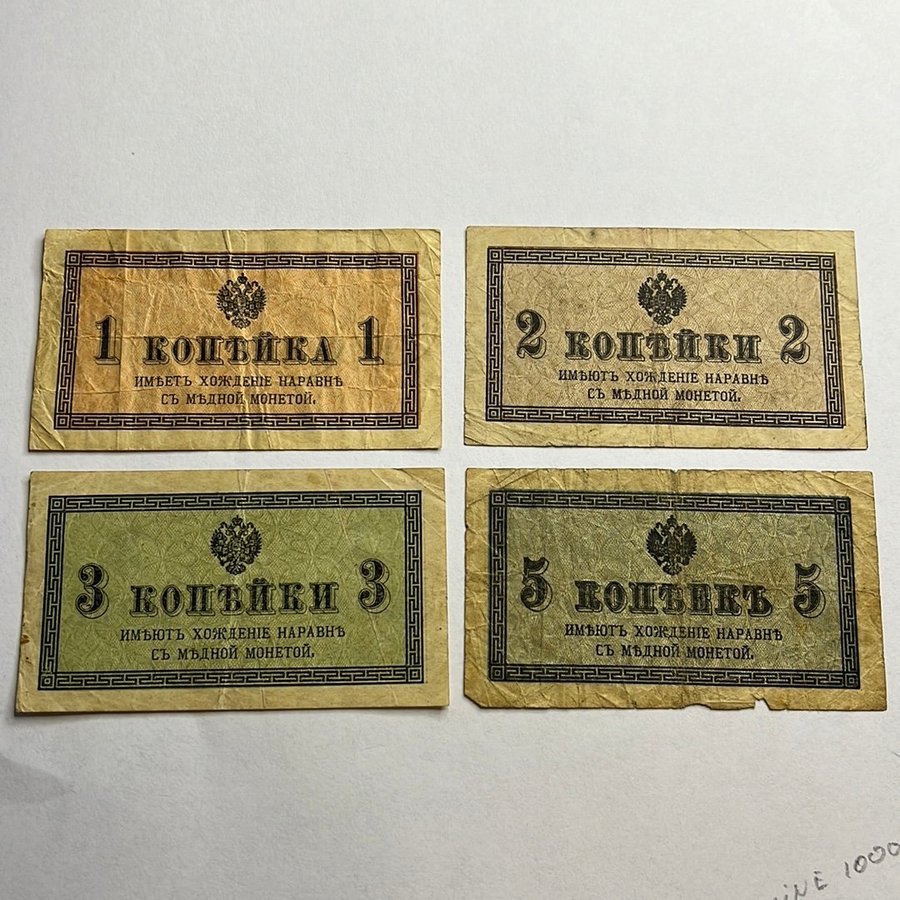 1 КОПѢЙКА 1
ИМѢЕТЪ ХОЖДЕНІЕ НАРАВНѢ
СЪ МѢДНОЙ МОНЕТОЙ.
2 КОПѢЙКИ 2
ИМѢЮТЪ ХОЖДЕНІЕ НАРАВНѢ
СЪ МѢДНОЙ МОНЕТОЙ.
3 КОПѢЙКИ 3
ИМѢЮТЪ ХОЖДЕНІЕ НАРАВНѢ
СЪ МѢДНОЙ МОНЕТОЙ.
5 КОПѢЕКЪ 5
ИМѢЮТЪ ХОЖДЕНІЕ НАРАВНѢ
СЪ МѢДНОЙ МОНЕТОЙ.
1000